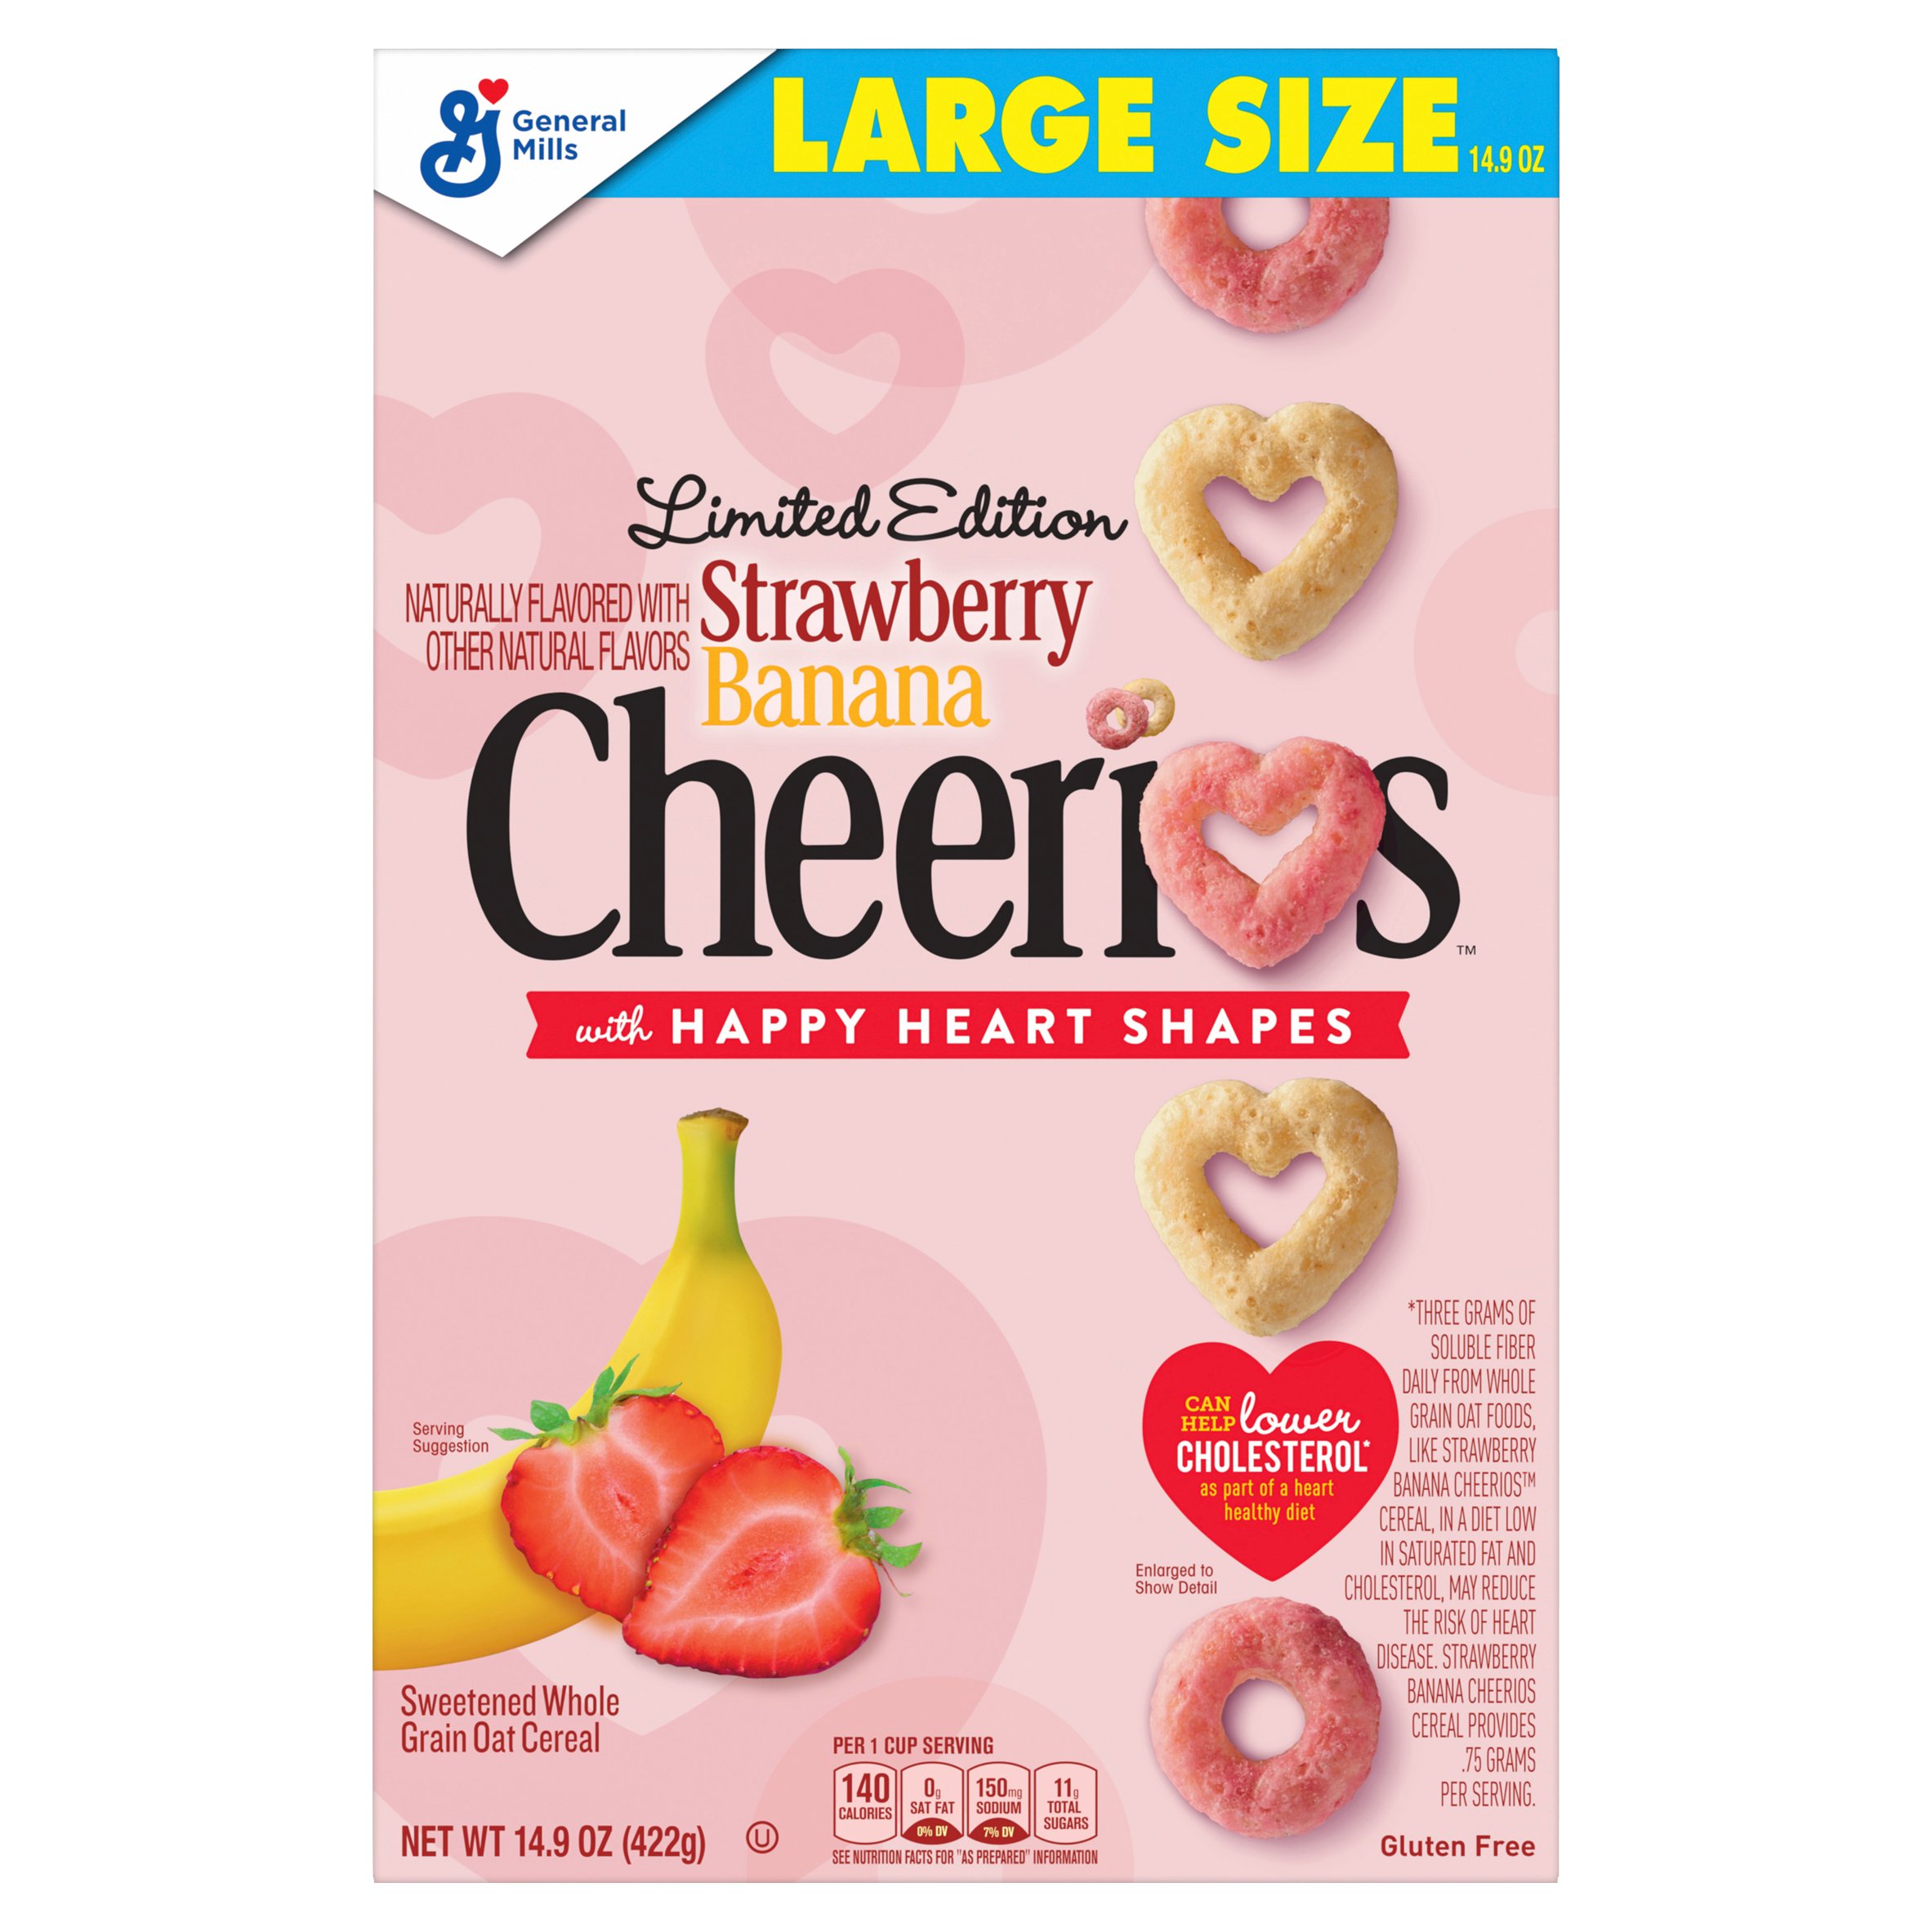 General
Mills
LARGE SIZE 14.9 OZ
Limited Edition
NATURALLY FLAVORED WITH
OTHER NATURAL FLAVORS
Strawberry
Banana
Cheerios™
with HAPPY HEART SHAPES
Serving
Suggestion
CAN
HELP lower
CHOLESTEROL*
as part of a heart
healthy diet
*THREE GRAMS OF
SOLUBLE FIBER
DAILY FROM WHOLE
GRAIN OAT FOODS,
LIKE STRAWBERRY
BANANA CHEERIOS™
CEREAL, IN A DIET LOW
IN SATURATED FAT AND
CHOLESTEROL, MAY REDUCE
THE RISK OF HEART
DISEASE. STRAWBERRY
BANANA CHEERIOS
CEREAL PROVIDES
.75 GRAMS
PER SERVING.
Enlarged to
Show Detail
Sweetened Whole
Grain Oat Cereal
PER 1 CUP SERVING
140
CALORIES
0g
SAT FAT
0% DV
150mg
SODIUM
7% DV
11g
TOTAL
SUGARS
SEE NUTRITION FACTS FOR "AS PREPARED" INFORMATION
NET WT 14.9 OZ (422g)
U
Gluten Free